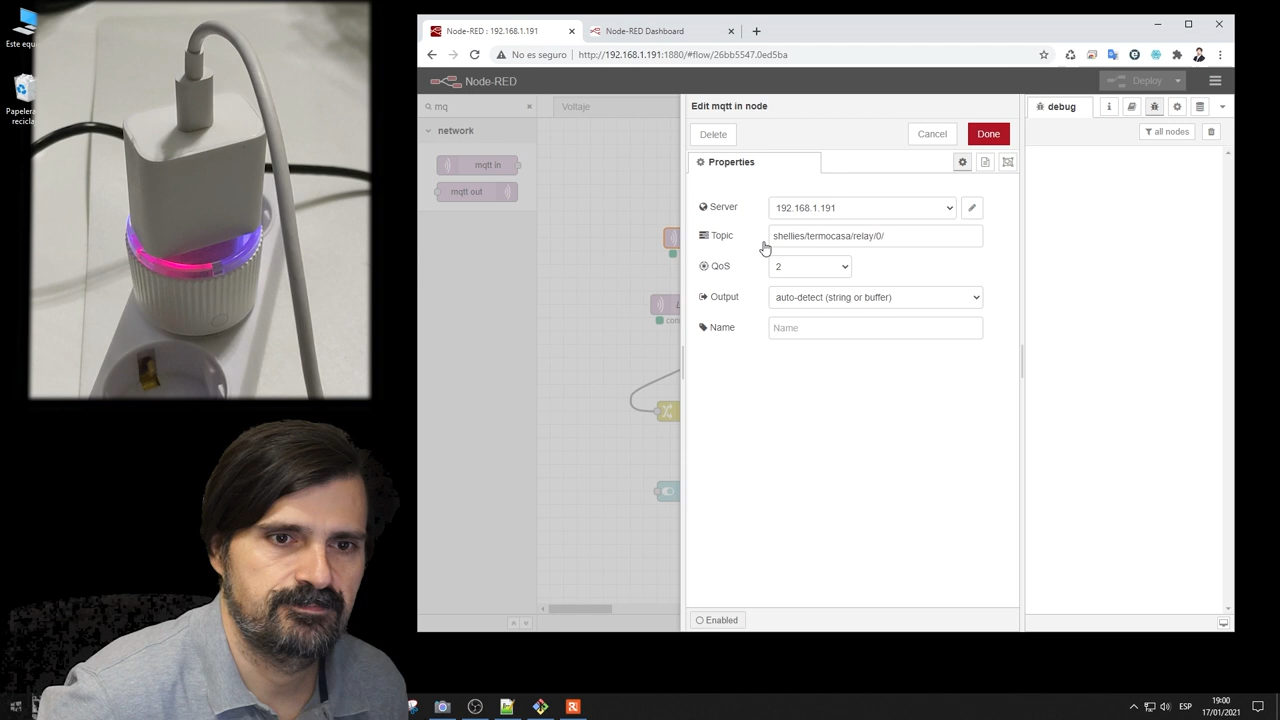 Este equ
Papelera
recicla
Node-RED : 192.168.1.191
Node-RED Dashboard
No es seguro
http://192.168.1.191:1880/#flow/26bb5547.0ed5ba
Node-RED
Deploy
mq
Voltaje
Edit mqtt in node
debug
Delete
Cancel
Done
all nodes
network
mqtt in
mqtt out
Properties
Server
192.168.1.191
Topic
shellies/termocasa/relay/0/
QoS
2
Output
auto-detect (string or buffer)
Name
Name
con
Enabled
ESP
19:00
17/01/2021